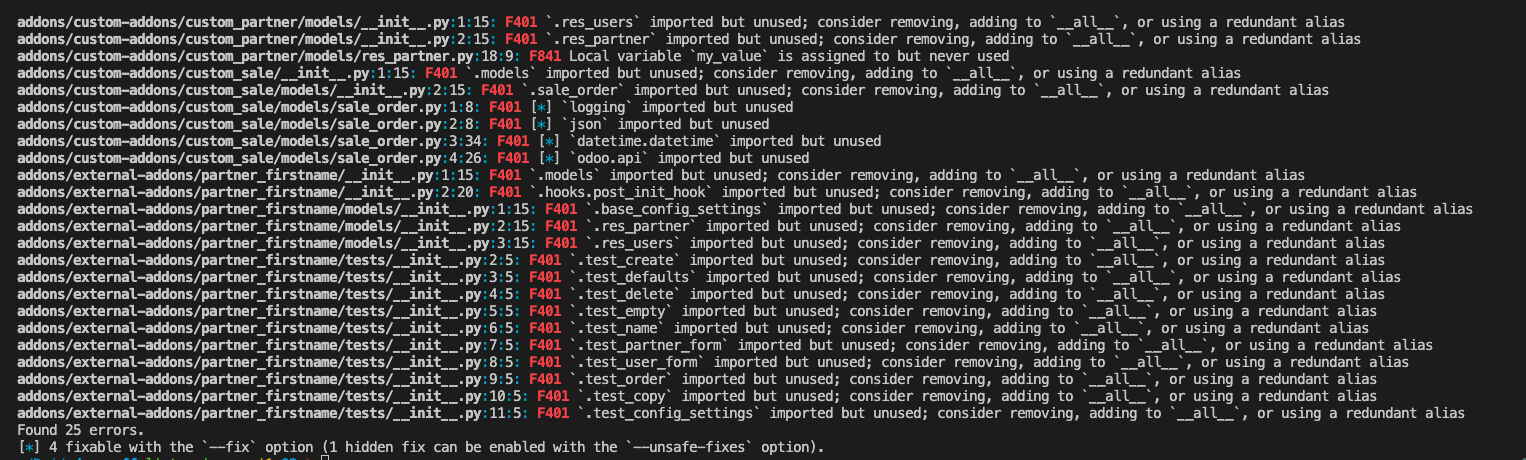 addons/custom-addons/custom_partner/models/__init__.py:1:15: F401 `.res_users` imported but unused; consider removing, adding to `__all__`, or using a redundant alias
addons/custom-addons/custom_partner/models/__init__.py:2:15: F401 `.res_partner` imported but unused; consider removing, adding to `__all__`, or using a redundant alias
addons/custom-addons/custom_partner/models/res_partner.py:18:9: F841 Local variable `my_value` is assigned to but never used
addons/custom-addons/custom_sale/__init__.py:1:15: F401 `.models` imported but unused; consider removing, adding to `__all__`, or using a redundant alias
addons/custom-addons/custom_sale/models/__init__.py:2:15: F401 `.sale_order` imported but unused; consider removing, adding to `__all__`, or using a redundant alias
addons/custom-addons/custom_sale/models/sale_order.py:1:8: F401 [*] `logging` imported but unused
addons/custom-addons/custom_sale/models/sale_order.py:2:8: F401 [*] `json` imported but unused
addons/custom-addons/custom_sale/models/sale_order.py:3:34: F401 [*] `datetime.datetime` imported but unused
addons/custom-addons/custom_sale/models/sale_order.py:4:26: F401 [*] `odoo.api` imported but unused
addons/external-addons/partner_firstname/__init__.py:1:15: F401 `.models` imported but unused; consider removing, adding to `__all__`, or using a redundant alias
addons/external-addons/partner_firstname/__init__.py:2:20: F401 `.hooks.post_init_hook` imported but unused; consider removing, adding to `__all__`, or using a redundant alias
addons/external-addons/partner_firstname/models/__init__.py:1:15: F401 `.base_config_settings` imported but unused; consider removing, adding to `__all__`, or using a redundant alias
addons/external-addons/partner_firstname/models/__init__.py:2:15: F401 `.res_partner` imported but unused; consider removing, adding to `__all__`, or using a redundant alias
addons/external-addons/partner_firstname/models/__init__.py:3:15: F401 `.res_users` imported but unused; consider removing, adding to `__all__`, or using a redundant alias
addons/external-addons/partner_firstname/tests/__init__.py:2:5: F401 `.test_create` imported but unused; consider removing, adding to `__all__`, or using a redundant alias
addons/external-addons/partner_firstname/tests/__init__.py:3:5: F401 `.test_defaults` imported but unused; consider removing, adding to `__all__`, or using a redundant alias
addons/external-addons/partner_firstname/tests/__init__.py:4:5: F401 `.test_delete` imported but unused; consider removing, adding to `__all__`, or using a redundant alias
addons/external-addons/partner_firstname/tests/__init__.py:5:5: F401 `.test_empty` imported but unused; consider removing, adding to `__all__`, or using a redundant alias
addons/external-addons/partner_firstname/tests/__init__.py:6:5: F401 `.test_name` imported but unused; consider removing, adding to `__all__`, or using a redundant alias
addons/external-addons/partner_firstname/tests/__init__.py:7:5: F401 `.test_partner_form` imported but unused; consider removing, adding to `__all__`, or using a redundant alias
addons/external-addons/partner_firstname/tests/__init__.py:8:5: F401 `.test_user_form` imported but unused; consider removing, adding to `__all__`, or using a redundant alias
addons/external-addons/partner_firstname/tests/__init__.py:9:5: F401 `.test_order` imported but unused; consider removing, adding to `__all__`, or using a redundant alias
addons/external-addons/partner_firstname/tests/__init__.py:10:5: F401 `.test_copy` imported but unused; consider removing, adding to `__all__`, or using a redundant alias
addons/external-addons/partner_firstname/tests/__init__.py:11:5: F401 `.test_config_settings` imported but unused; consider removing, adding to `__all__`, or using a redundant alias
Found 25 errors.
[*] 4 fixable with the `--fix` option (1 hidden fix can be enabled with the `--unsafe-fixes` option).